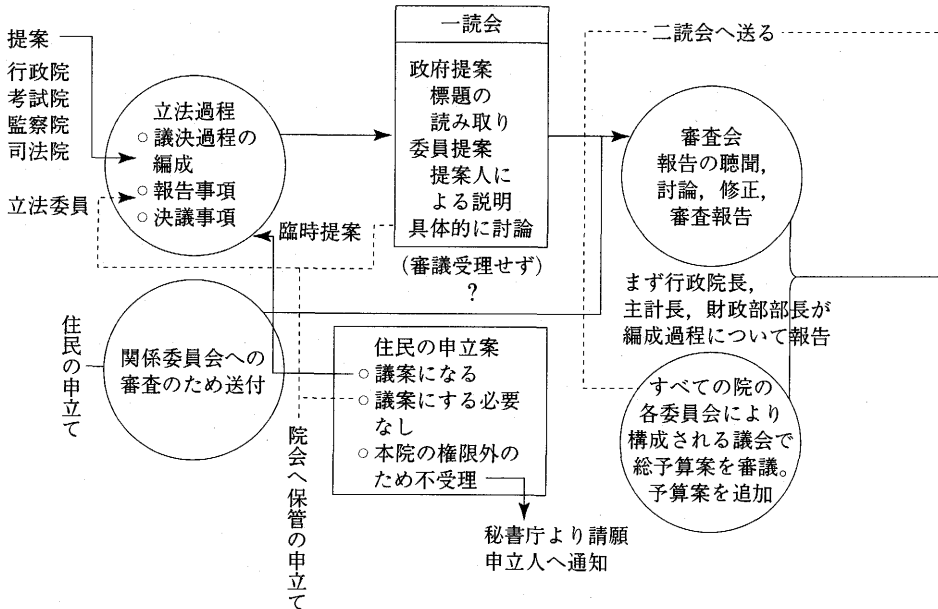 提案
行政院
考試院
監察院
司法院
立法委員
立法過程
○議決過程の
編成
○報告事項
○決議事項
臨時提案
一読会
政府提案
標題の
読み取り
委員提案
提案人に
よる説明
具体的に討論
(審議受理せず)
?
二読会へ送る
審査会
報告の聴聞,
討論, 修正,
審査報告
まず行政院長,
主計長, 財政部部長が
編成過程について報告
すべての院の
各委員会により
構成される議会で
総予算案を審議。
予算案を追加
住民の申立て
関係委員会への
審査のため送付
院会へ保管の申立て
住民の申立案
○議案になる
○議案にする必要
なし
○本院の権限外の
ため不受理
秘書庁より請願
申立人へ通知